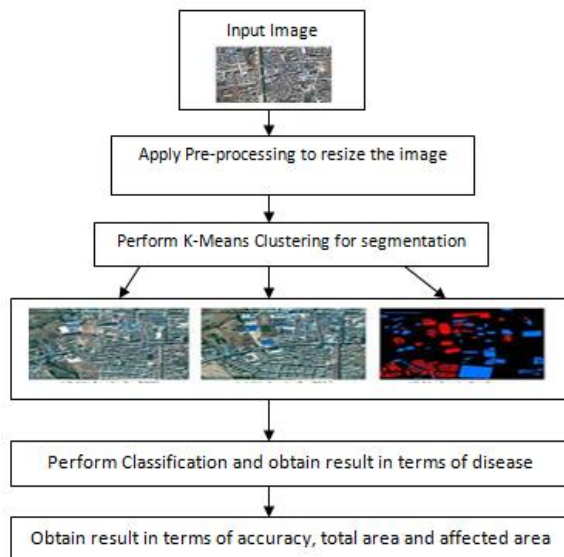 Input Image
Apply Pre-processing to resize the image
Perform K-Means Clustering for segmentation
Perform Classification and obtain result in terms of disease
Obtain result in terms of accuracy, total area and affected area